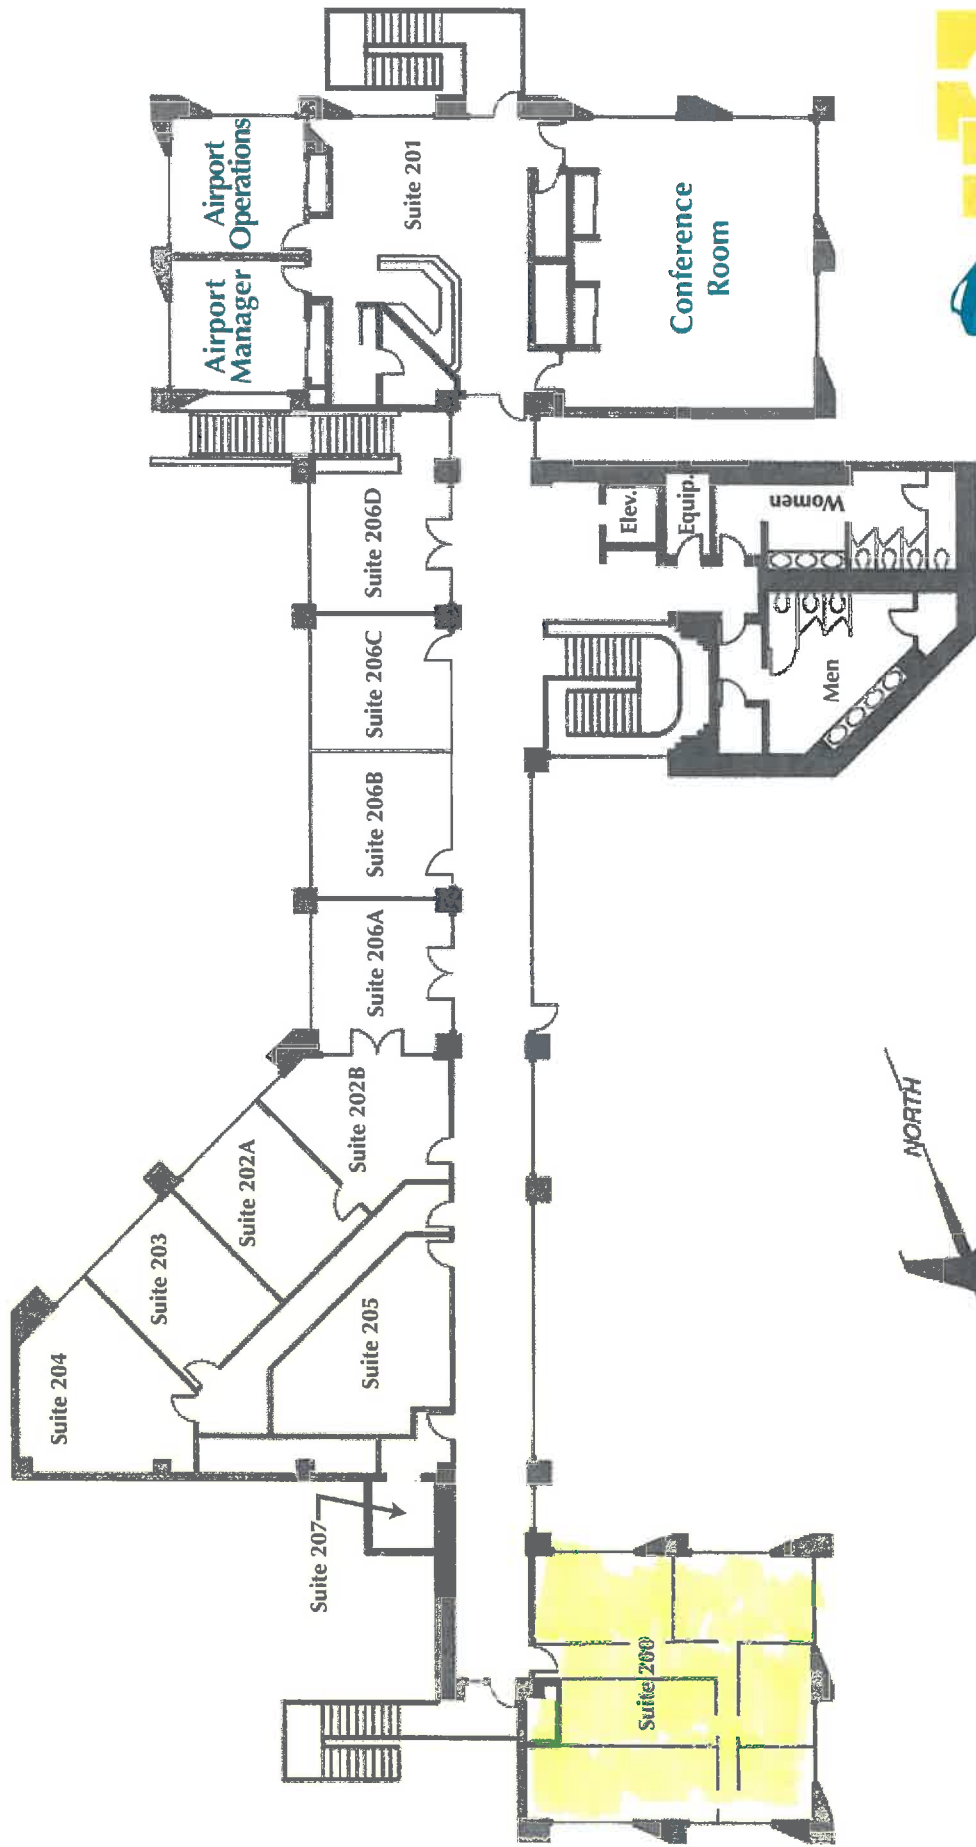 Suite 204
Suite 203
Suite 202A
Suite 202B
Suite 205
Suite 207
Suite 206A
Suite 206B
Suite 206C
Suite 206D
Airport
Manager
Airport
Operations
Suite 201
Suite 200
Elev.
Equip.
Women
Men
Conference
Room
NORTH